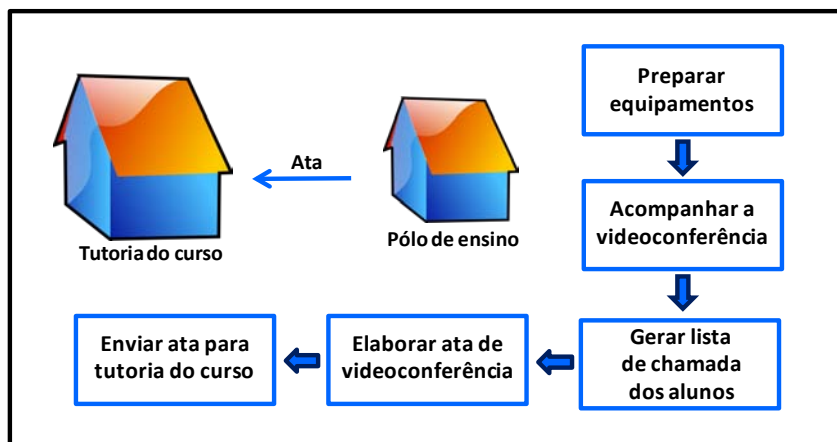 Preparar
equipamentos
Ata
Tutoria do curso
Pólo de ensino
Acompanhar a
videoconferência
Enviar ata para
tutoria do curso
Elaborar ata de
videoconferência
Gerar lista
de chamada
dos alunos